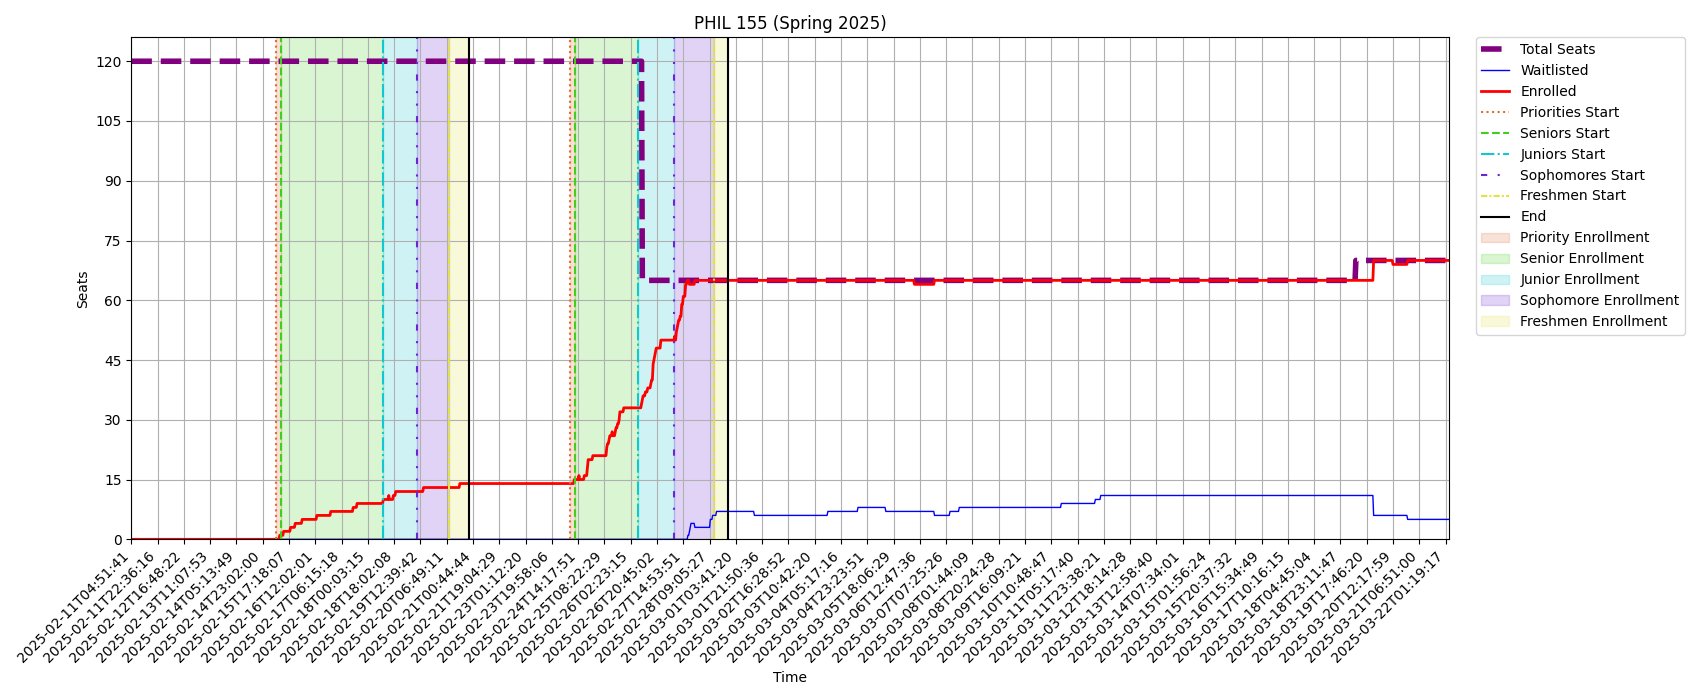 PHIL 155 (Spring 2025)
Seats
120
105
90
75
60
45
30
15
0
2025-02-11T04:51:41
2025-02-11T22:36:16
2025-02-12T16:48:22
2025-02-13T11:07:53
2025-02-14T05:13:49
2025-02-14T23:02:00
2025-02-15T17:18:07
2025-02-16T12:02:01
2025-02-17T06:15:18
2025-02-18T00:03:15
2025-02-18T18:02:08
2025-02-19T12:39:42
2025-02-20T06:49:11
2025-02-21T00:44:44
2025-02-21T19:04:29
2025-02-23T01:12:20
2025-02-23T19:58:06
2025-02-24T14:17:51
2025-02-25T08:22:29
2025-02-26T02:23:15
2025-02-26T20:45:02
2025-02-27T14:53:51
2025-02-28T09:05:27
2025-03-01T03:41:20
2025-03-01T21:50:36
2025-03-02T16:28:52
2025-03-03T10:42:20
2025-03-04T05:17:16
2025-03-04T23:23:51
2025-03-05T18:06:29
2025-03-06T12:47:36
2025-03-07T07:25:26
2025-03-08T01:44:09
2025-03-08T20:24:28
2025-03-09T16:09:21
2025-03-10T10:48:47
2025-03-11T05:17:40
2025-03-11T23:38:21
2025-03-12T18:14:28
2025-03-13T12:58:40
2025-03-14T07:34:01
2025-03-15T01:56:24
2025-03-15T20:37:32
2025-03-16T15:34:49
2025-03-17T10:16:15
2025-03-18T04:45:04
2025-03-18T23:11:47
2025-03-19T17:46:20
2025-03-20T12:17:59
2025-03-21T06:51:00
2025-03-22T01:19:17
Time
Total Seats
Waitlisted
Enrolled
Priorities Start
Seniors Start
Juniors Start
Sophomores Start
Freshmen Start
End
Priority Enrollment
Senior Enrollment
Junior Enrollment
Sophomore Enrollment
Freshmen Enrollment